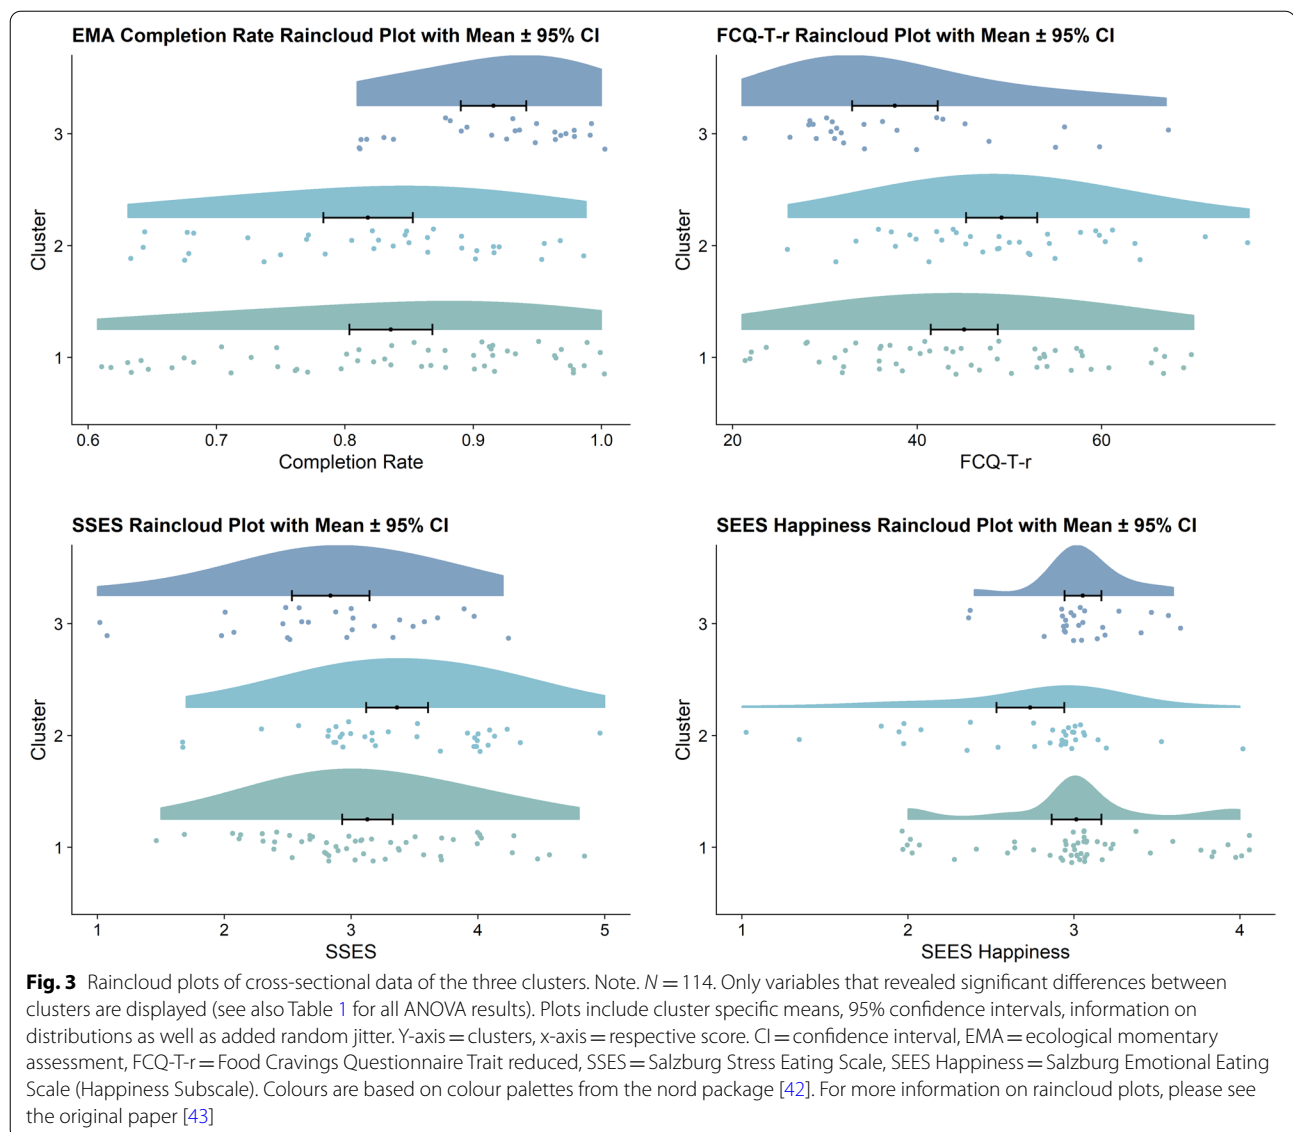 EMA Completion Rate Raincloud Plot with Mean ± 95% CI
Cluster
3
2
1
0.6 0.7 0.8 0.9 1.0
Completion Rate
FCQ-T-r Raincloud Plot with Mean ± 95% CI
Cluster
3
2
1
20 40 60
FCQ-T-r
SSES Raincloud Plot with Mean ± 95% CI
Cluster
3
2
1
1 2 3 4 5
SSES
SEES Happiness Raincloud Plot with Mean ± 95% CI
Cluster
3
2
1
1 2 3 4
SEES Happiness
Fig. 3 Raincloud plots of cross-sectional data of the three clusters. Note. N = 114. Only variables that revealed significant differences between
clusters are displayed (see also Table 1 for all ANOVA results). Plots include cluster specific means, 95% confidence intervals, information on
distributions as well as added random jitter. Y-axis = clusters, x-axis = respective score. CI = confidence interval, EMA = ecological momentary
assessment, FCQ-T-r = Food Cravings Questionnaire Trait reduced, SSES = Salzburg Stress Eating Scale, SEES Happiness = Salzburg Emotional Eating
Scale (Happiness Subscale). Colours are based on colour palettes from the nord package [42]. For more information on raincloud plots, please see
the original paper [43]